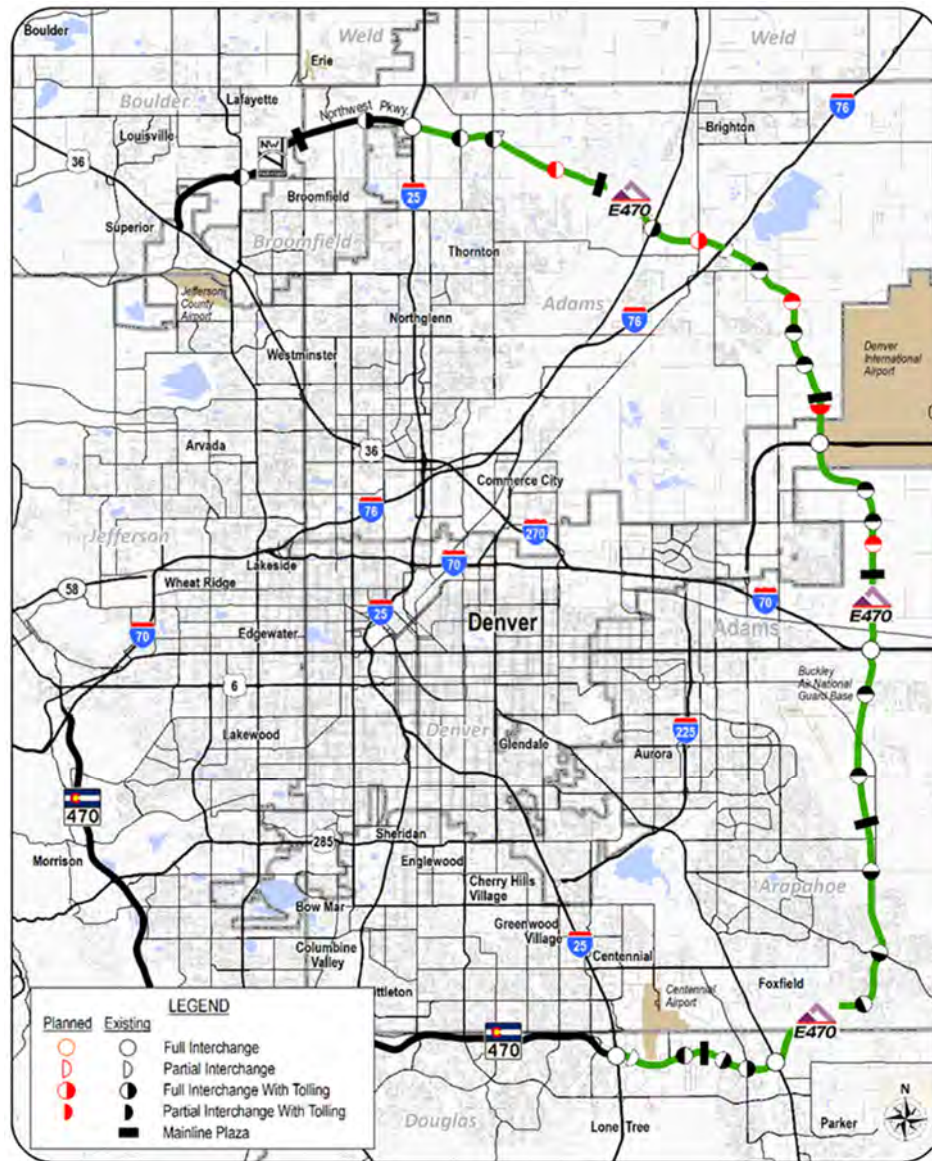 Boulder
Weld
Weld
Erie
76
Boulder
Lafayette
Northwest Pkwy.
Brighton
Louisville
36
NW
25
Broomfield
E470
Superior
Broomfield
Thornton
Jefferson
County
Airport
Adams
76
Northglenn
Westminster
Denver
International
Airport
Arvada
36
Commerce City
76
270
Jefferson
Lakeside
70
58
Wheat Ridge
70
25
E470
70
Edgewater
Denver
Adams
6
Buckley
Air National
Guard Base
Denver
225
Lakewood
Glendale
Aurora
470
Sheridan
285
Morrison
Englewood
Cherry Hills
Village
Arapahoe
Bow Mar
Greenwood
Village
25
Columbine
Valley
Centennial
Foxfield
ittleton
Centennial
Airport
E470
LEGEND
Planned Existing
Full Interchange
Partial Interchange
Full Interchange With Tolling
Partial Interchange With Tolling
Mainline Plaza
470
Douglas
Lone Tree
Parker
N